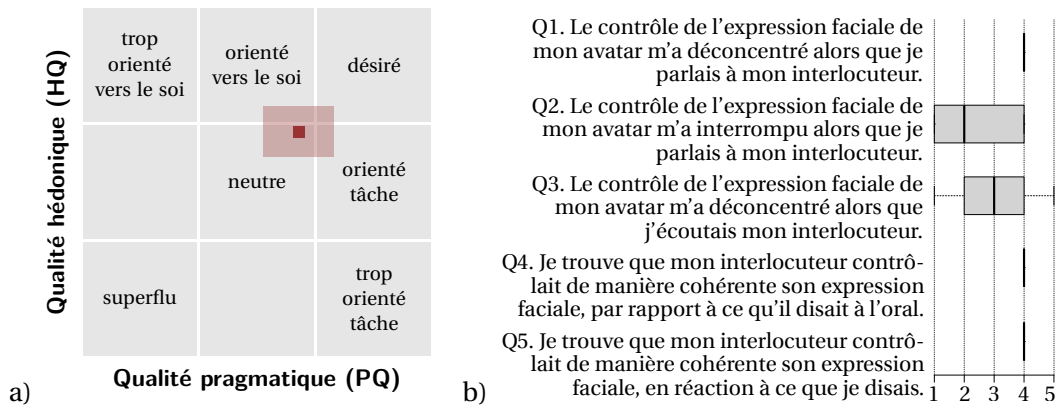 trop
orienté
vers le soi
orienté
vers le soi
désiré
neutre
orienté
tâche
superflu
trop
orienté
tâche
Qualité hédonique (HQ)
Qualité pragmatique (PQ)
a)
Q1. Le contrôle de l'expression faciale de
mon avatar m'a déconcentré alors que je
parlais à mon interlocuteur.
Q2. Le contrôle de l'expression faciale de
mon avatar m'a interrompu alors que je
parlais à mon interlocuteur.
Q3. Le contrôle de l'expression faciale de
mon avatar m'a déconcentré alors que
j'écoutais mon interlocuteur.
Q4. Je trouve que mon interlocuteur contrô-
lait de manière cohérente son expression
faciale, par rapport à ce qu'il disait à l'oral.
Q5. Je trouve que mon interlocuteur contrô-
lait de manière cohérente son expression
faciale, en réaction à ce que je disais.
1 2 3 4 5
b)